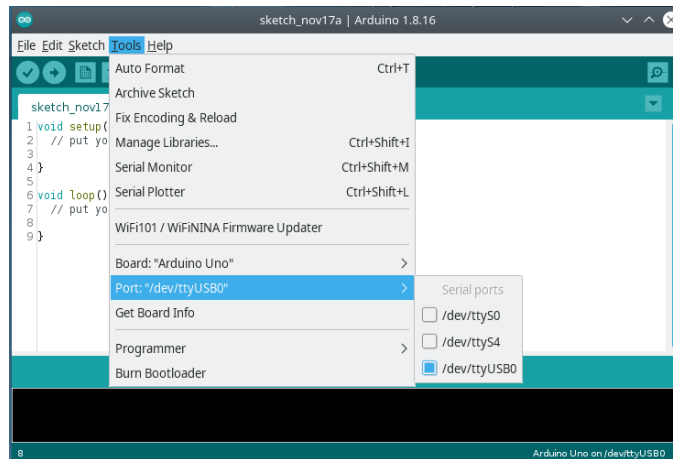 sketch_nov17a | Arduino 1.8.16
File Edit Sketch Tools Help
sketch_nov17
1 void setup(
2 // put yo
3
4 }
5
6 void loop()
7 // put yo
8
9 }
Auto Format Ctrl+T
Archive Sketch
Fix Encoding & Reload
Manage Libraries... Ctrl+Shift+I
Serial Monitor Ctrl+Shift+M
Serial Plotter Ctrl+Shift+L
WiFi101 / WiFiNINA Firmware Updater
Board: "Arduino Uno"
Port: "/dev/ttyUSB0"
Get Board Info
Programmer
Burn Bootloader
Serial ports
/dev/ttyS0
/dev/ttyS4
/dev/ttyUSB0
8 Arduino Uno on /dev/ttyUSB0